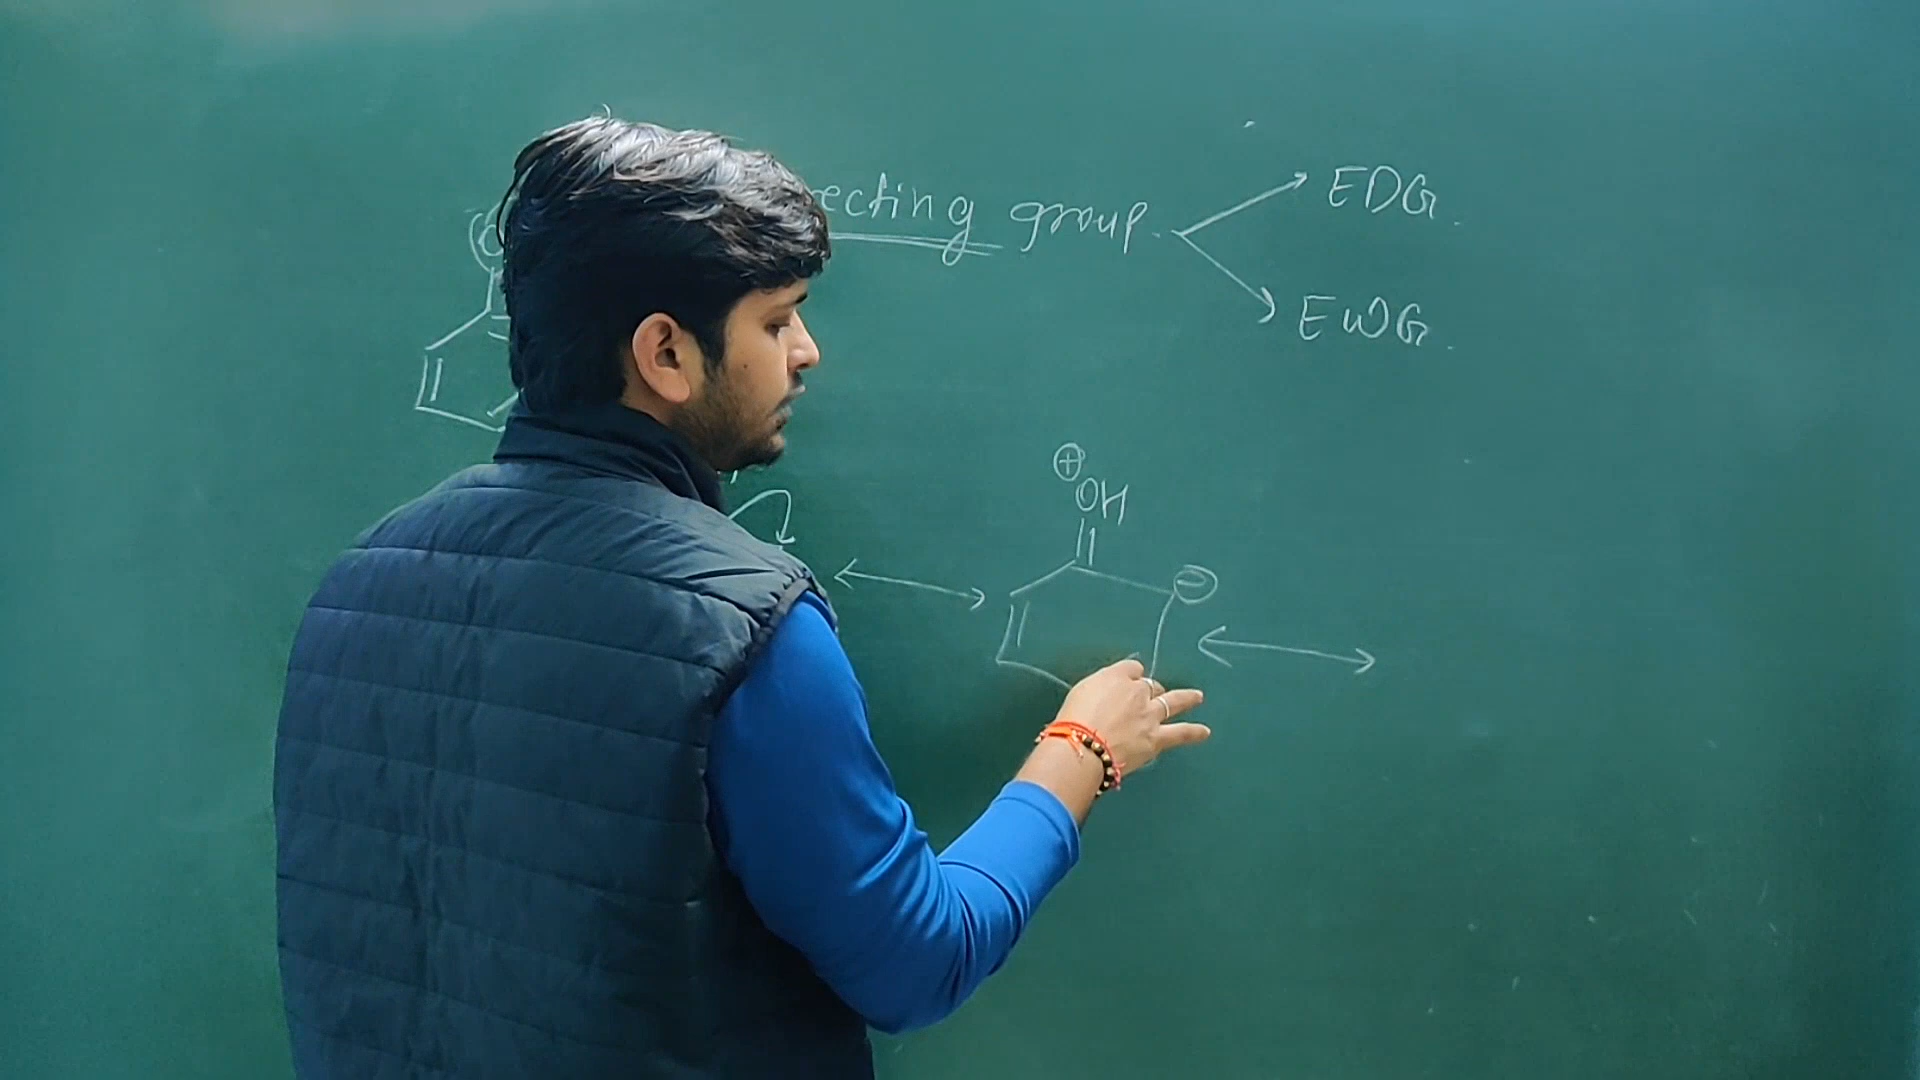 ecting group.
EDG.
EWG.
⊕
OH
⊖